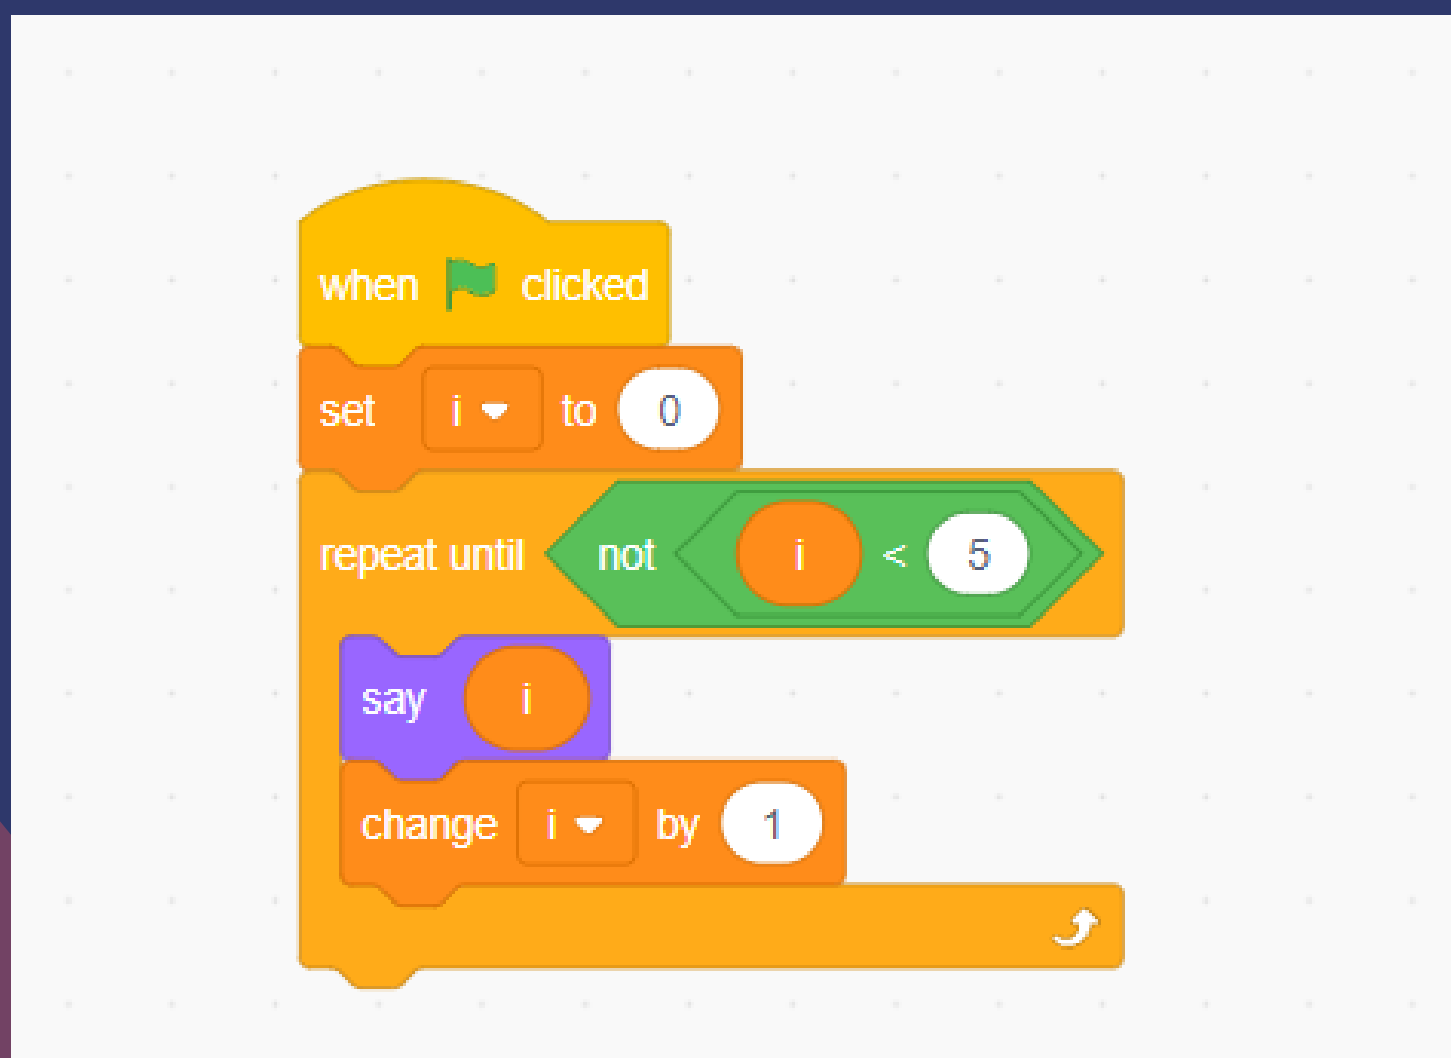 when clicked
set i to 0
repeat until not i < 5
say i
change i by 1